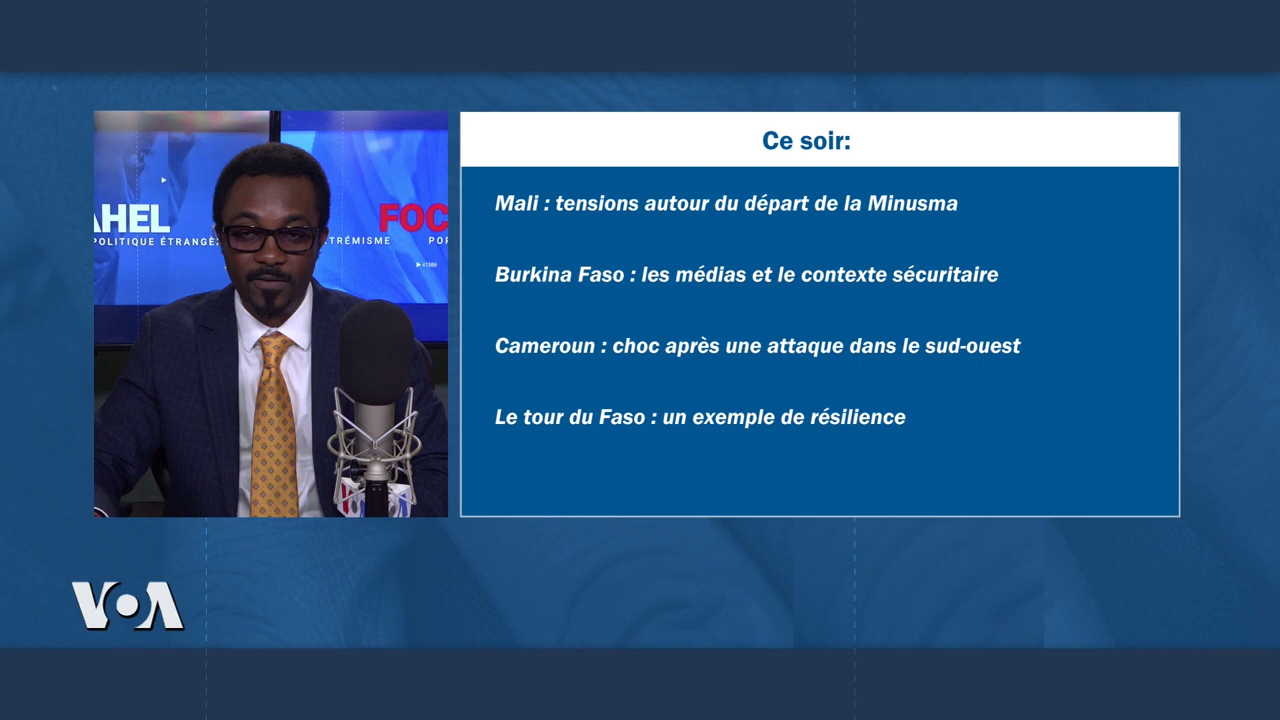 Ce soir:
AHEL
FOC
POLITIQUE ÉTRANGÈ
TRÉMISME
POR
Mali : tensions autour du départ de la Minusma
Burkina Faso : les médias et le contexte sécuritaire
Cameroun : choc après une attaque dans le sud-ouest
Le tour du Faso : un exemple de résilience
VOA